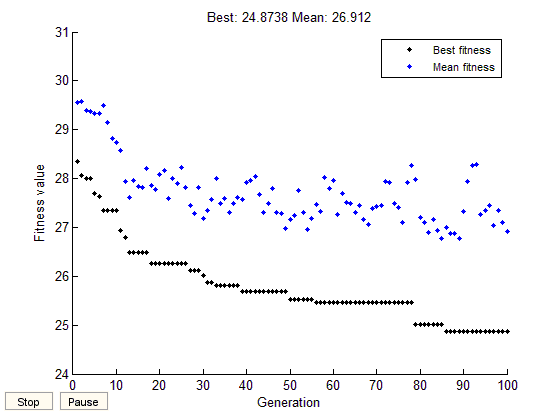 Best: 24.8738 Mean: 26.912
Best fitness
Mean fitness
31
30
29
28
27
26
25
24
Fitness value
0 10 20 30 40 50 60 70 80 90 100
Generation
Stop Pause